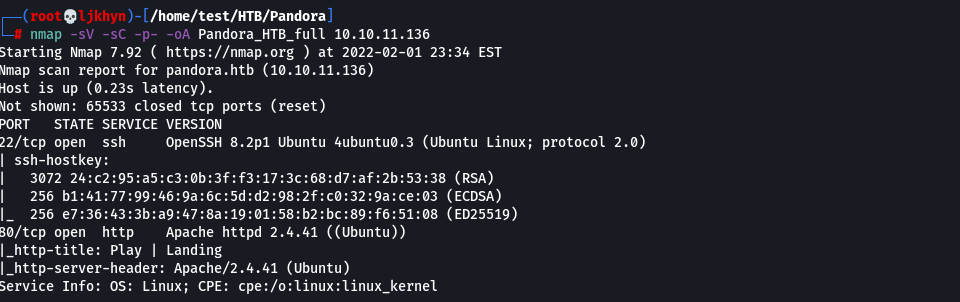 (root💀ljkhyn)-[/home/test/HTB/Pandora]
# nmap -sV -sC -p- -oA Pandora_HTB_full 10.10.11.136
Starting Nmap 7.92 ( https://nmap.org ) at 2022-02-01 23:34 EST
Nmap scan report for pandora.htb (10.10.11.136)
Host is up (0.23s latency).
Not shown: 65533 closed tcp ports (reset)
PORT   STATE SERVICE VERSION
22/tcp open  ssh     OpenSSH 8.2p1 Ubuntu 4ubuntu0.3 (Ubuntu Linux; protocol 2.0)
| ssh-hostkey:
|   3072 24:c2:95:a5:c3:0b:3f:f3:17:3c:68:d7:af:2b:53:38 (RSA)
|   256 b1:41:77:99:46:9a:6c:5d:d2:98:2f:c0:32:9a:ce:03 (ECDSA)
|_  256 e7:36:43:3b:a9:47:8a:19:01:58:b2:bc:89:f6:51:08 (ED25519)
80/tcp open  http    Apache httpd 2.4.41 ((Ubuntu))
|_http-title: Play | Landing
|_http-server-header: Apache/2.4.41 (Ubuntu)
Service Info: OS: Linux; CPE: cpe:/o:linux:linux_kernel